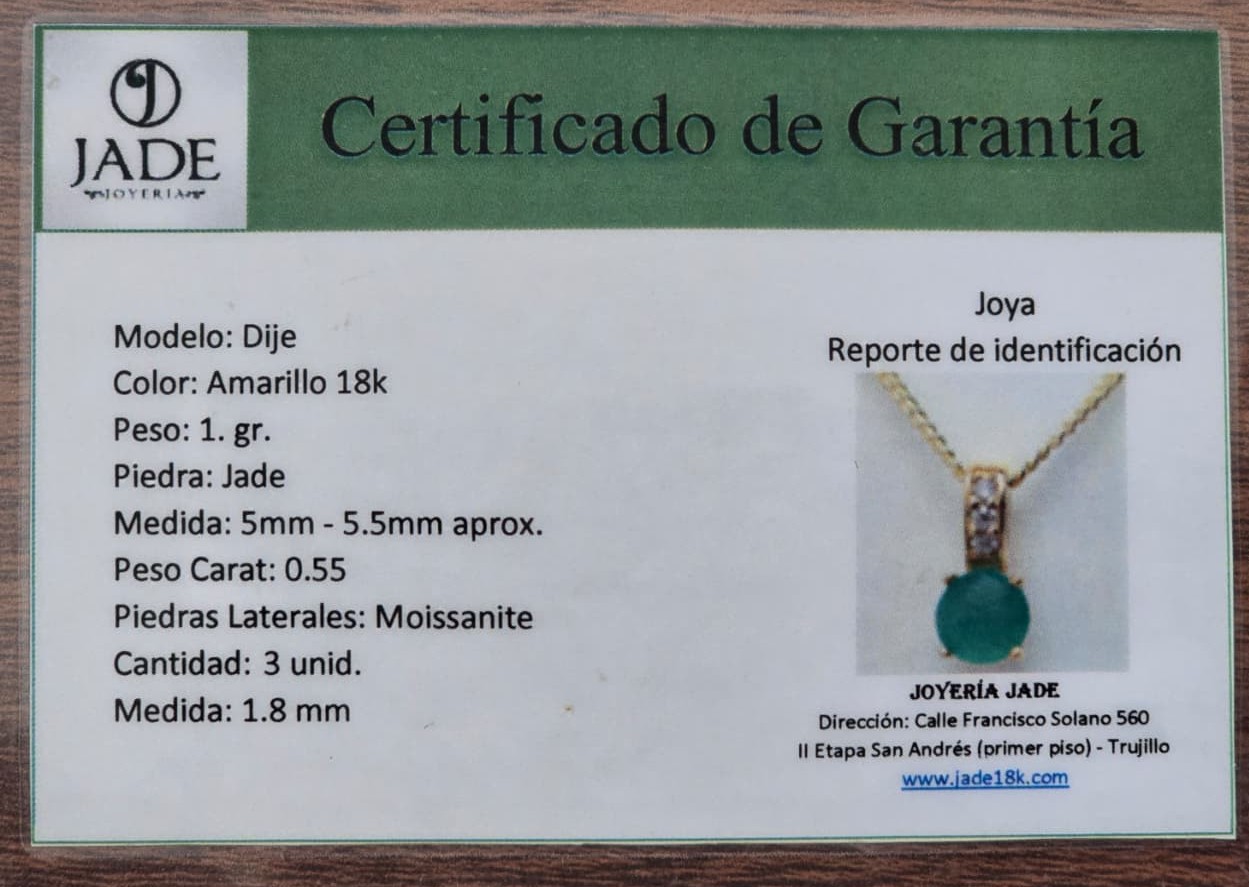 JADE
JOYERIA
Certificado de Garantía
Modelo: Dije
Color: Amarillo 18k
Peso: 1. gr.
Piedra: Jade
Medida: 5mm - 5.5mm aprox.
Peso Carat: 0.55
Piedras Laterales: Moissanite
Cantidad: 3 unid.
Medida: 1.8 mm
Joya
Reporte de identificación
JOYERÍA JADE
Dirección: Calle Francisco Solano 560
II Etapa San Andrés (primer piso) - Trujillo
www.jade18k.com